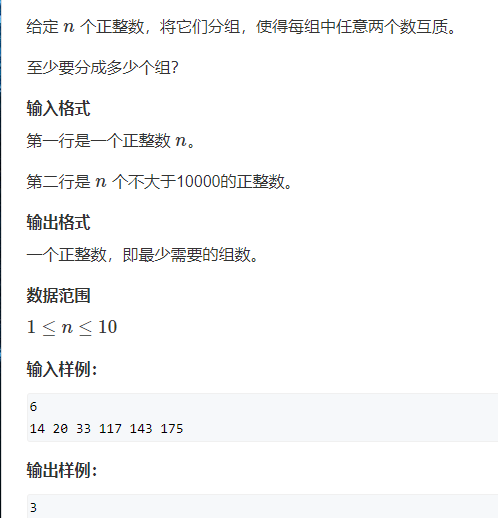 给定 n 个正整数，将它们分组，使得每组中任意两个数互质。
至少要分成多少个组？
输入格式
第一行是一个正整数 n。
第二行是 n 个不大于10000的正整数。
输出格式
一个正整数，即最少需要的组数。
数据范围
1 ≤ n ≤ 10
输入样例：
6
14 20 33 117 143 175
输出样例：
3